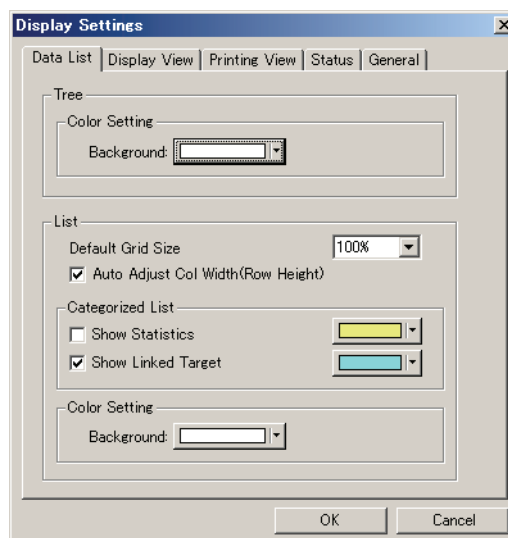 Display Settings
Data List Display View Printing View Status General
Tree
Color Setting
Background:
List
Default Grid Size 100%
Auto Adjust Col Width(Row Height)
Categorized List
Show Statistics
Show Linked Target
Color Setting
Background:
OK Cancel